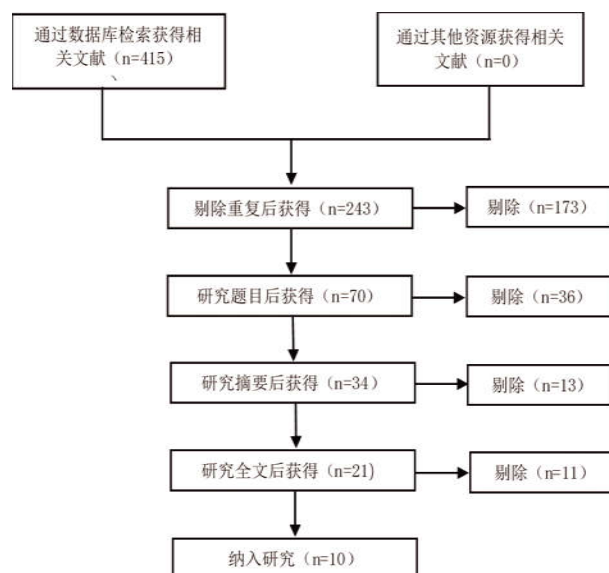 通过数据库检索获得相
关文献（n=415）
、
通过其他资源获得相关
文献（n=0）
剔除重复后获得（n=243）
剔除（n=173）
研究题目后获得（n=70）
剔除（n=36）
研究摘要后获得（n=34）
剔除（n=13）
研究全文后获得（n=21)
剔除（n=11）
纳入研究（n=10）